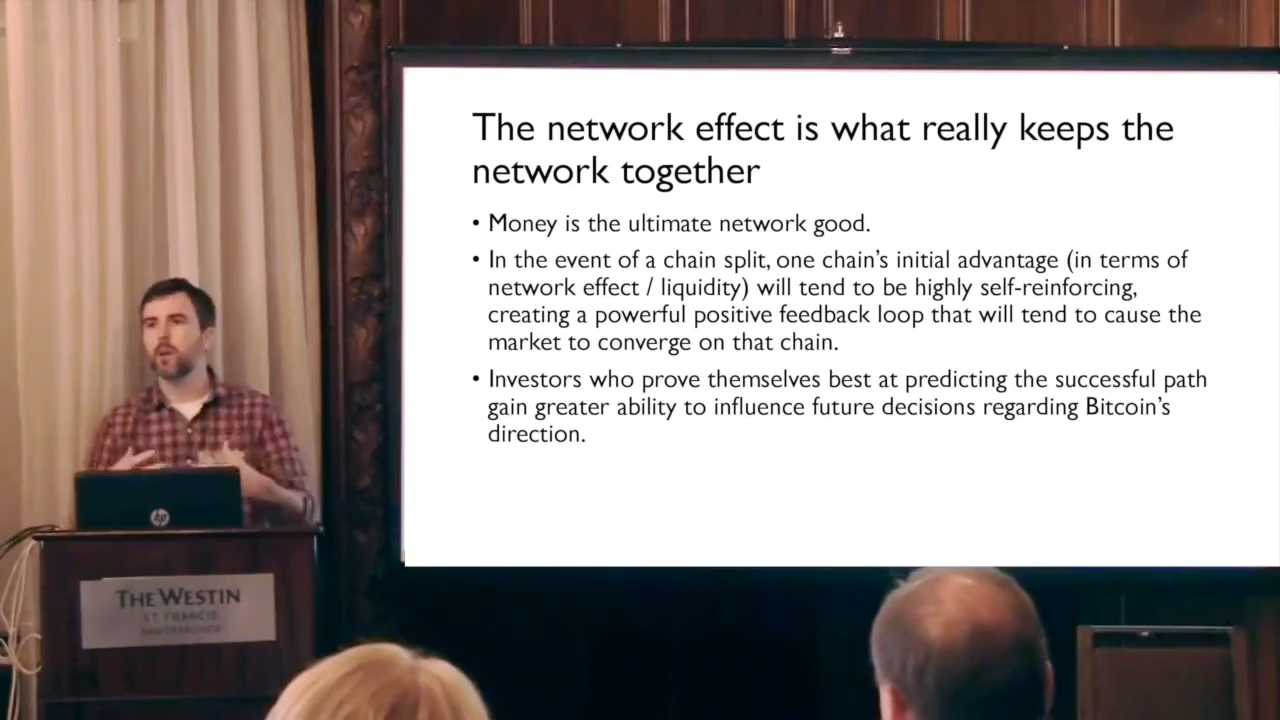 The network effect is what really keeps the
network together
• Money is the ultimate network good.
• In the event of a chain split, one chain's initial advantage (in terms of
network effect / liquidity) will tend to be highly self-reinforcing,
creating a powerful positive feedback loop that will tend to cause the
market to converge on that chain.
• Investors who prove themselves best at predicting the successful path
gain greater ability to influence future decisions regarding Bitcoin's
direction.
hp
THE WESTIN
ST. FRANCIS
SAN FRANCISCO